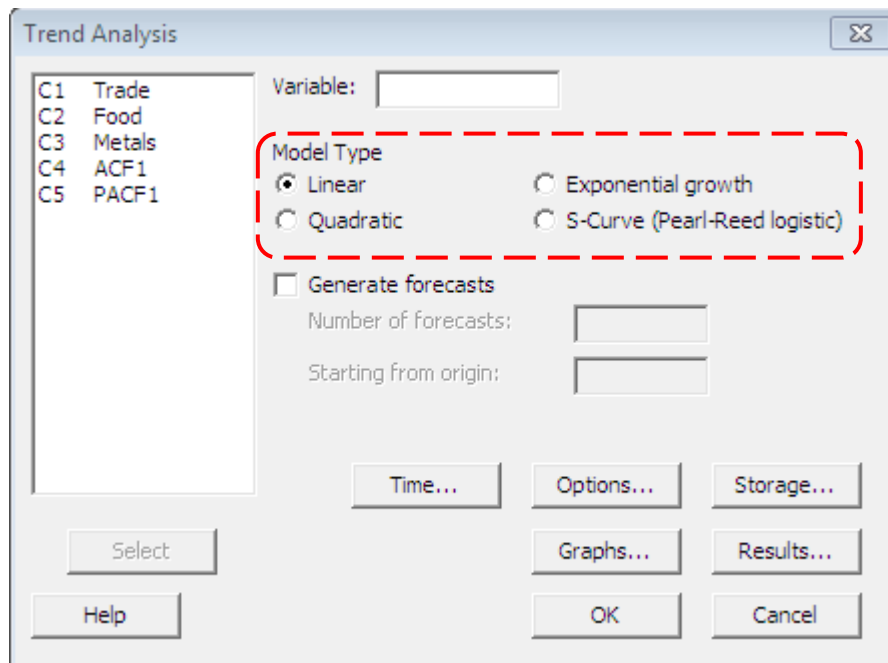 Trend Analysis
C1 Trade
C2 Food
C3 Metals
C4 ACF1
C5 PACF1
Variable:
Model Type
Linear
Exponential growth
Quadratic
S-Curve (Pearl-Reed logistic)
Generate forecasts
Number of forecasts:
Starting from origin:
Time...
Options...
Storage...
Select
Graphs...
Results...
Help
OK
Cancel